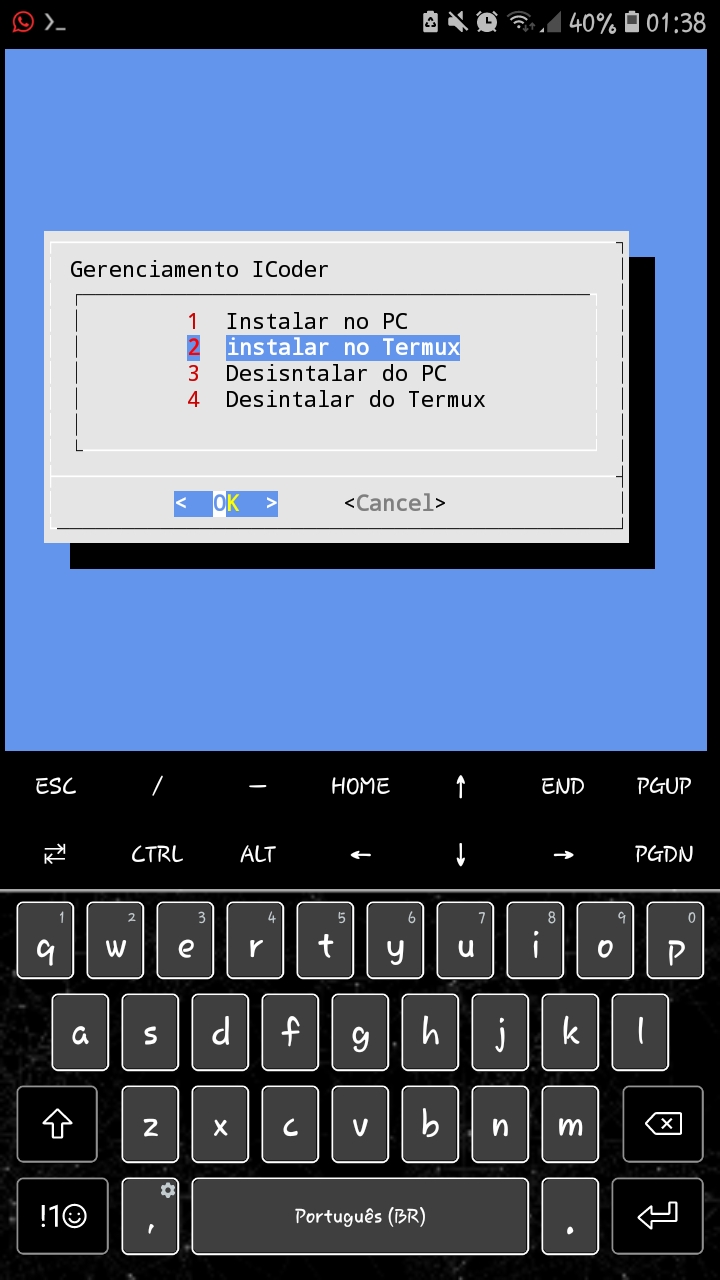 40% 01:38
Gerenciamento ICoder
1 Instalar no PC
2 instalar no Termux
3 Desisntalar do PC
4 Desintalar do Termux
< OK > <Cancel>
ESC / — HOME ↑ END PGUP
⇄ CTRL ALT ← ↓ → PGDN
1 2 3 4 5 6 7 8 9 0
q w e r t y u i o p
a s d f g h j k l
z x c v b n m
!1☺ , Português (BR) .